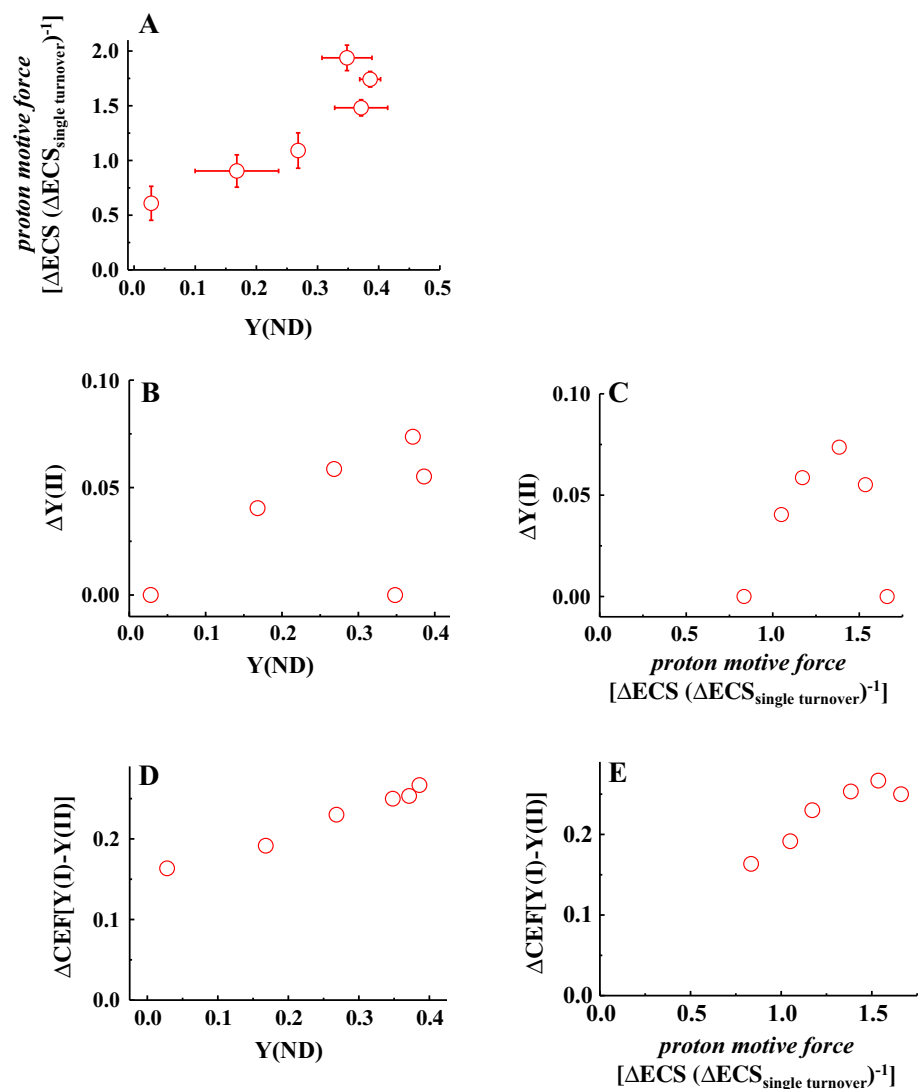 A
proton motive force
[ΔECS (ΔECSsingle turnover)-1]
2.0
1.5
1.0
0.5
0.0
0.0 0.1 0.2 0.3 0.4 0.5
Y(ND)
B
ΔY(II)
0.10
0.05
0.00
0.0 0.1 0.2 0.3 0.4
Y(ND)
C
ΔY(II)
0.10
0.05
0.00
0.0 0.5 1.0 1.5
proton motive force
[ΔECS (ΔECSsingle turnover)-1]
D
ΔCEF[Y(I)-Y(II)]
0.2
0.1
0.0
0.0 0.1 0.2 0.3 0.4
Y(ND)
E
ΔCEF[Y(I)-Y(II)]
0.2
0.1
0.0
0.0 0.5 1.0 1.5
proton motive force
[ΔECS (ΔECSsingle turnover)-1]